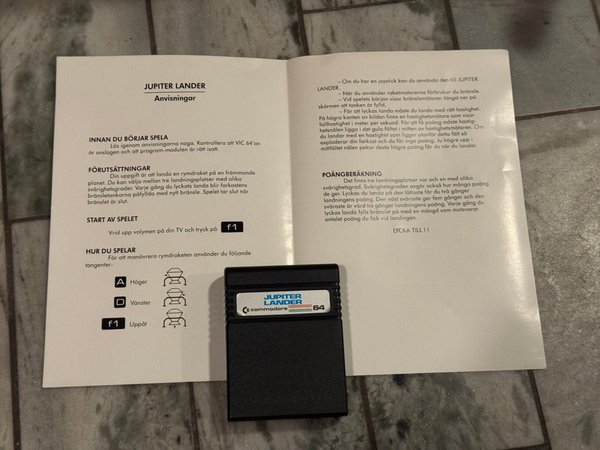 JUPITER LANDER
Anvisningar
INNAN DU BÖRJAR SPELA
Läs igenom anvisningarna noga. Kontrollera att VIC 64'an
är avslagen och att program-modulen är rätt isatt.
FÖRUTSÄTTNINGAR
Din uppgift är att landa en rymdraket på en främmande
planet. Du kan välja mellan tre landningsplatser med olika
svårighetsgrader. Varje gång du lyckats landa blir farkostens
bränsletankarna påfyllda med nytt bränsle. Spelet tar slut när
bränslet är slut.
START AV SPELET
Vrid upp volymen på din TV och tryck på f1
HUR DU SPELAR
För att manövrera rymdraketen använder du följande
tangenter:
A Höger
D Vänster
f1 Uppåt
– Om du har en joystick kan du använda den till JUPITER
LANDER.
– När du använder raketmotorerna förbrukar du bränsle.
– Vid spelets början visar bränslemätaren längst ner på
skärmen att tanken är fylld.
– För att lyckas landa måste du landa med rätt hastighet.
På högra kanten av bilden finns en hastighetsmätare som visar
fallhastighet i meter per sekund. För att få poäng måste hastig-
hetsnålen ligga i det gula fältet i mitten av hastighetsmätaren. Om
du landar med en hastighet som ligger utanför detta fält så
exploderar din farkost och du får inga poäng. Ju högre upp i
mittfältet nålen pekar desto högre poäng får du när du landar.
POÄNGBERÄKNING
Det finns tre landningsplatser var och en med olika
svårighetsgrad. Svårighetsgraden avgör också hur många poäng
de ger. Lyckas du landa på den lättaste får du två gånger
landningens poäng. Den näst svåraste ger fem gånger och den
svåraste är värd tio gånger landningens poäng. Varje gång du
lyckas landa fylls bränslet på med en mängd som motsvarar
antalet poäng du fick vid landningen.
LYCKA TILL!!
JUPITER
LANDER
commodore 64